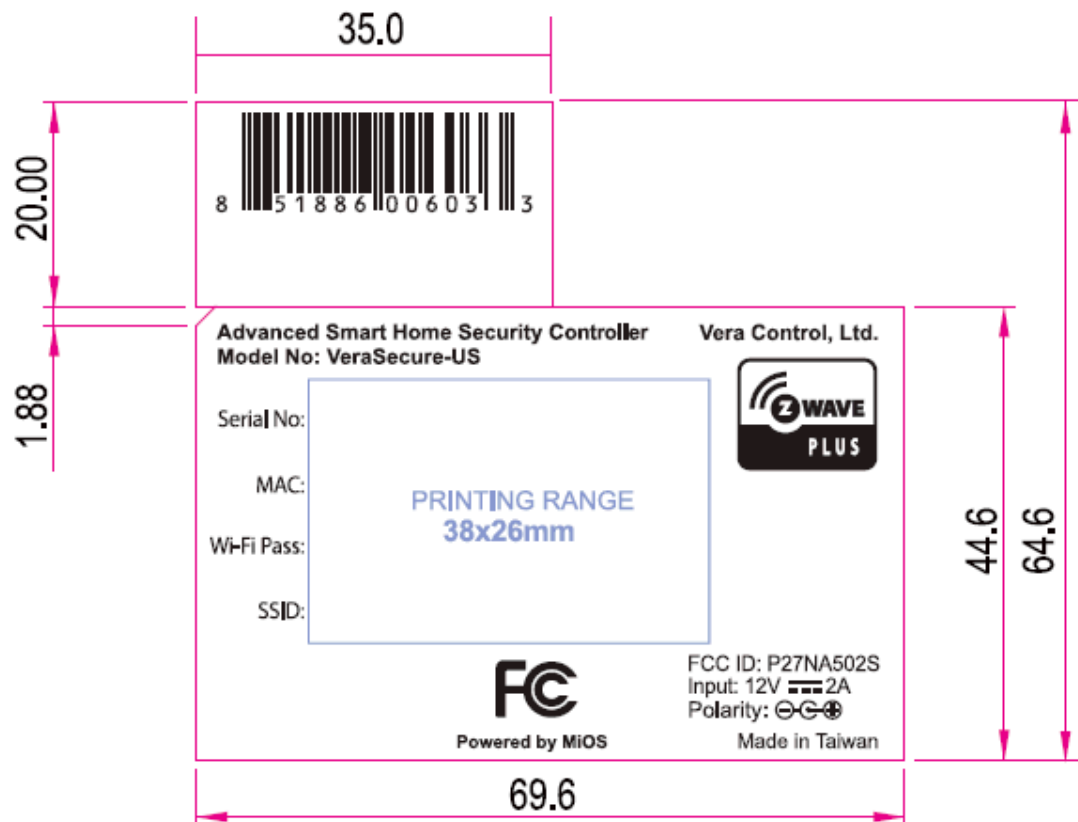 35.0
20.00
8 51886 00603 3
1.88
Advanced Smart Home Security Controller
Model No: VeraSecure-US
Vera Control, Ltd.
Z WAVE
PLUS
Serial No:
MAC:
Wi-Fi Pass:
SSID:
PRINTING RANGE
38x26mm
44.6
64.6
FC
Powered by MiOS
FCC ID: P27NA502S
Input: 12V 2A
Polarity:
Made in Taiwan
69.6